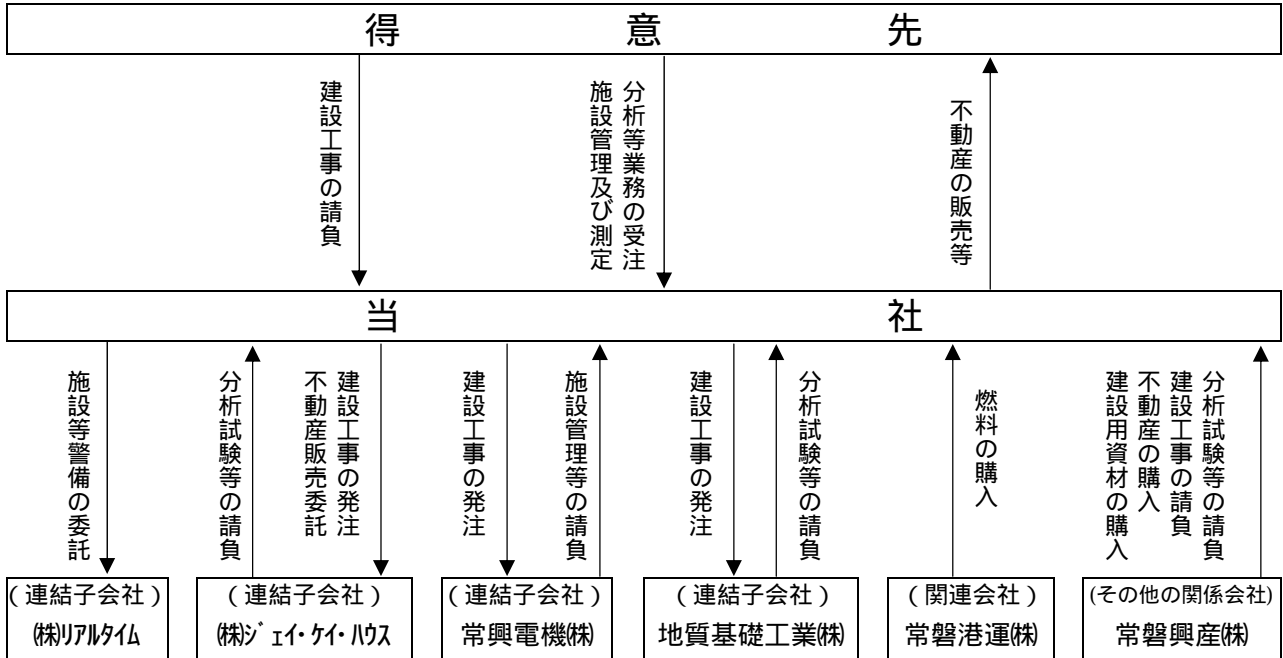 得意先
建設工事の請負
分析等業務の受注
施設管理及び測定
不動産の販売等
当社
施設等警備の委託
分析試験等の請負
建設工事の発注
不動産販売委託
建設工事の発注
施設管理等の請負
建設工事の発注
分析試験等の請負
燃料の購入
分析試験等の請負
建設工事の請負
不動産の購入
建設用資材の購入
(連結子会社)
㈱ﾘｱﾙﾀｲﾑ
(連結子会社)
㈱ｼﾞｪｲ・ｹｲ・ﾊｳｽ
(連結子会社)
常興電機㈱
(連結子会社)
地質基礎工業㈱
(関連会社)
常磐港運㈱
(その他の関係会社)
常磐興産㈱